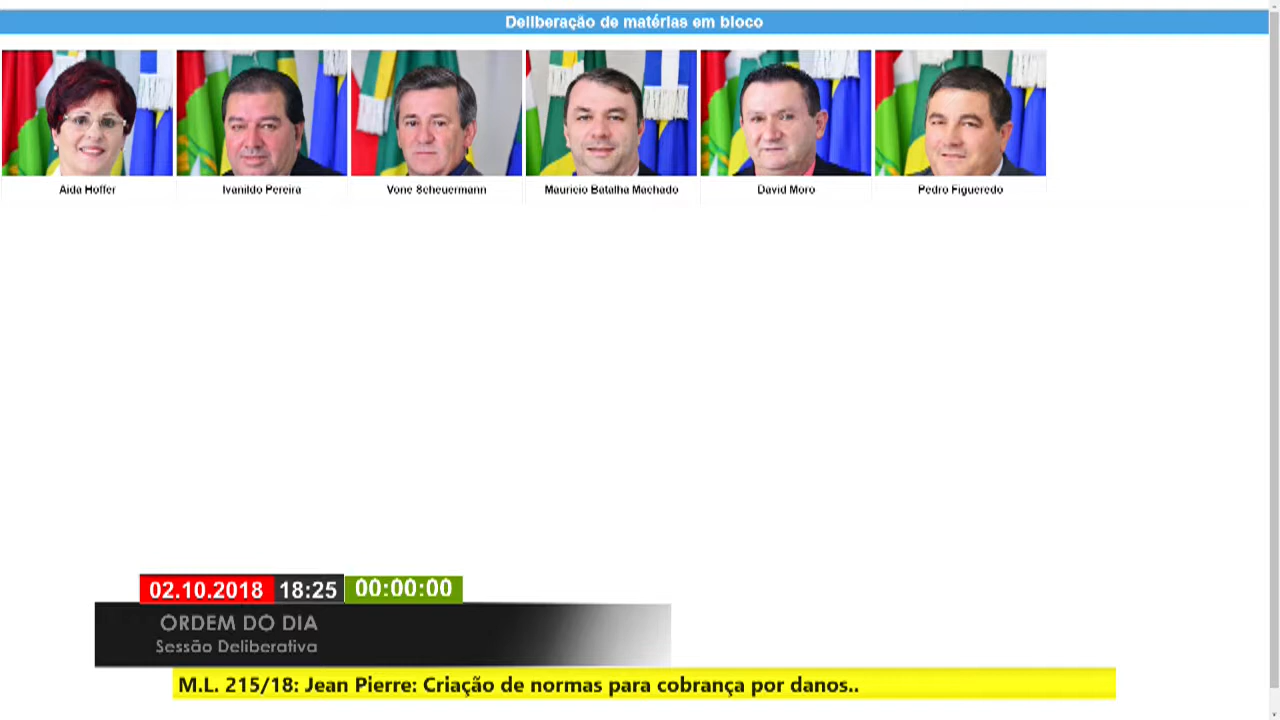 Deliberação de matérias em bloco
Aida Hoffer
Ivanildo Pereira
Vone Scheuermann
Mauricio Batalha Machado
David Moro
Pedro Figueredo
02.10.2018 18:25 00:00:00
ORDEM DO DIA
Sessão Deliberativa
M.L. 215/18: Jean Pierre: Criação de normas para cobrança por danos..